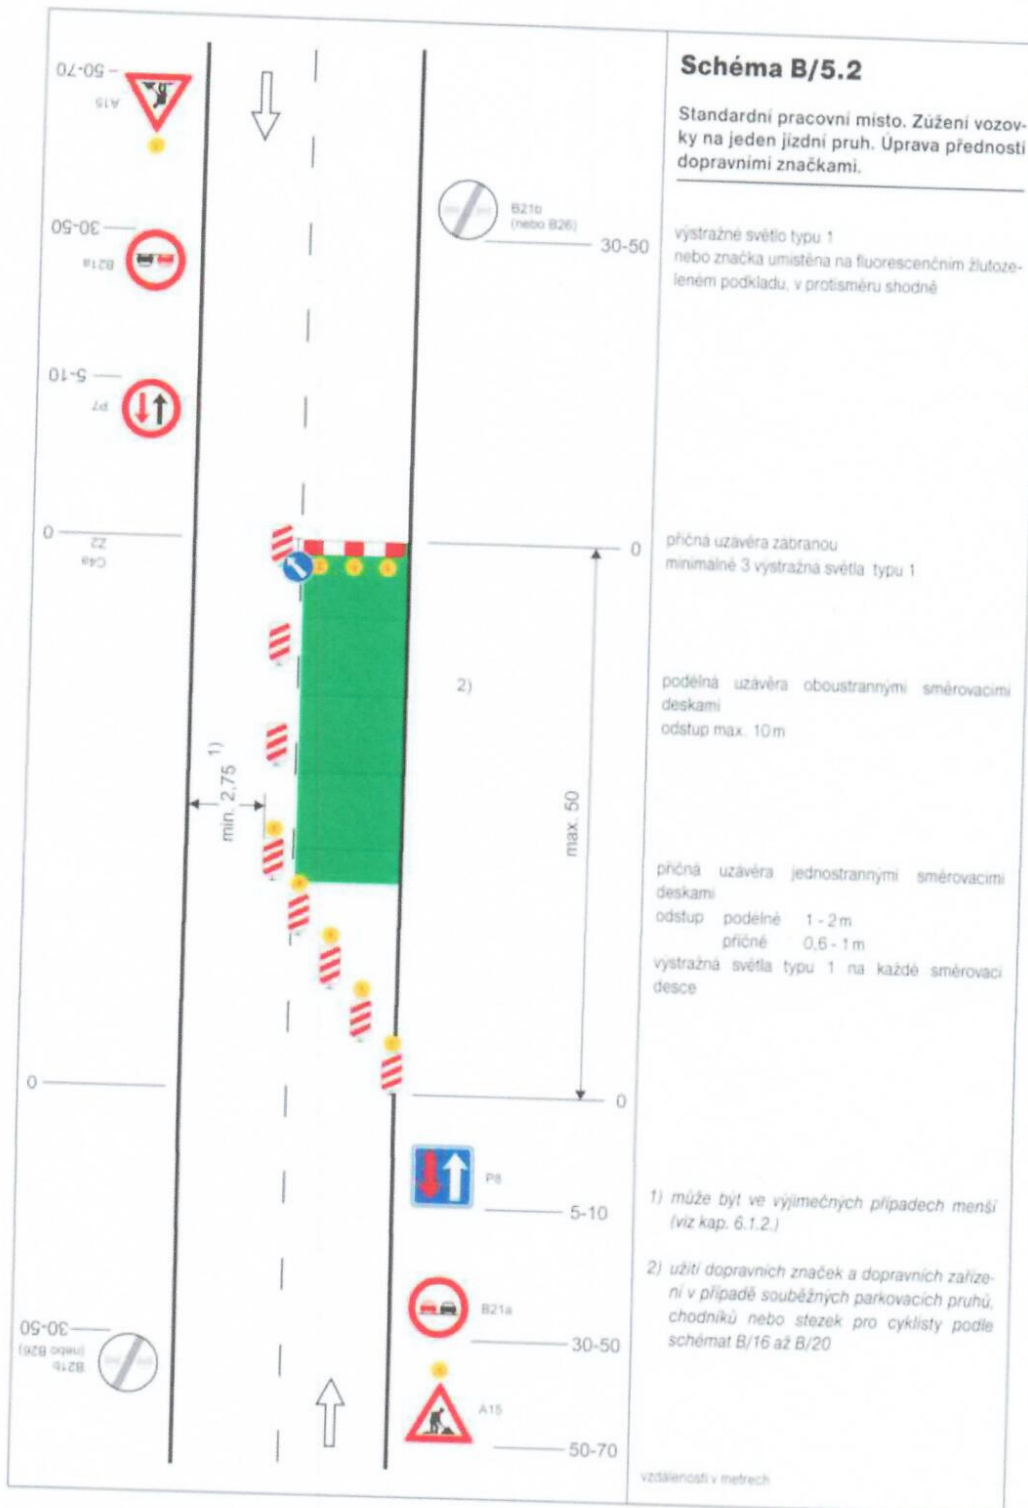 Schéma B/5.2
Standardní pracovní místo. Zúžení vozov-
ky na jeden jízdní pruh. Úprava přednosti
dopravními značkami.
výstražné světlo typu 1
nebo značka umístěna na fluorescenčním žlutoze-
leném podkladu, v protisměru shodně
příčná uzávěra zábranou
minimálně 3 výstražná světla typu 1
podélná uzávěra oboustrannými směrovacími
deskami
odstup max. 10 m
příčná uzávěra jednostrannými směrovacími
deskami
odstup podélně 1 - 2 m
příčně 0,6 - 1 m
výstražná světla typu 1 na každé směrovací
desce
1) může být ve výjimečných případech menší
(viz kap. 6.1.2.)
2) užití dopravních značek a dopravních zaříze-
ní v případě souběžných parkovacích pruhů,
chodníků nebo stezek pro cyklisty podle
schémat B/16 až B/20
vzdálenosti v metrech
50-70
A15
30-50
B21a
5-10
P7
0
Z2
C4a
0
30-50
B21b
(nebo B26)
B21b
(nebo B26)
30-50
0
2)
min. 2,75 1)
max. 50
0
P8
5-10
B21a
30-50
A15
50-70